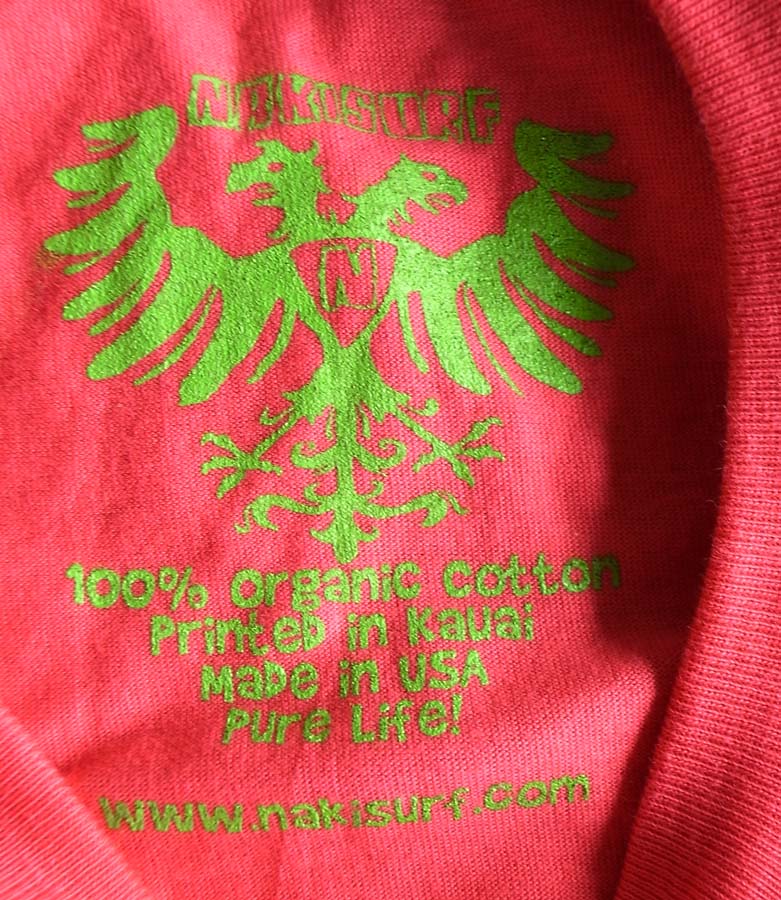 NAKISURF
N
100% organic cotton
Printed in Kauai
Made in USA
Pure Life!
www.nakisurf.com